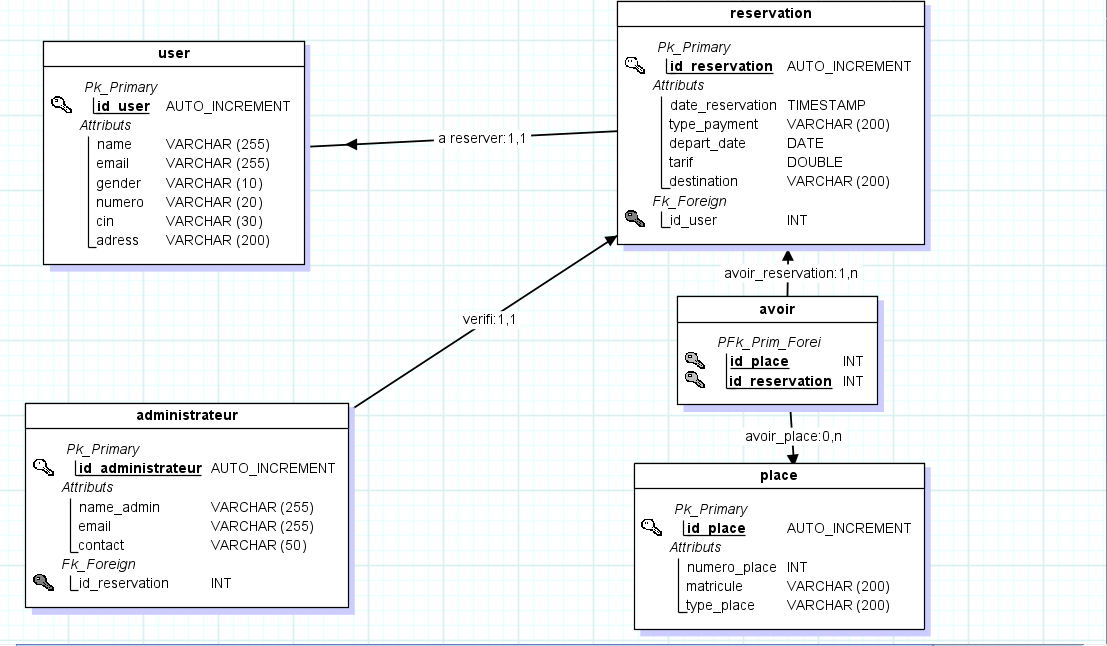 user
Pk_Primary
id_user AUTO_INCREMENT
Attributs
name VARCHAR (255)
email VARCHAR (255)
gender VARCHAR (10)
numero VARCHAR (20)
cin VARCHAR (30)
adress VARCHAR (200)
a reserver:1,1
reservation
Pk_Primary
id_reservation AUTO_INCREMENT
Attributs
date_reservation TIMESTAMP
type_payment VARCHAR (200)
depart_date DATE
tarif DOUBLE
destination VARCHAR (200)
Fk_Foreign
id_user INT
verifi:1,1
avoir_reservation:1,n
avoir
PFk_Prim_Forei
id_place INT
id_reservation INT
avoir_place:0,n
administrateur
Pk_Primary
id_administrateur AUTO_INCREMENT
Attributs
name_admin VARCHAR (255)
email VARCHAR (255)
contact VARCHAR (50)
Fk_Foreign
id_reservation INT
place
Pk_Primary
id_place AUTO_INCREMENT
Attributs
numero_place INT
matricule VARCHAR (200)
type_place VARCHAR (200)